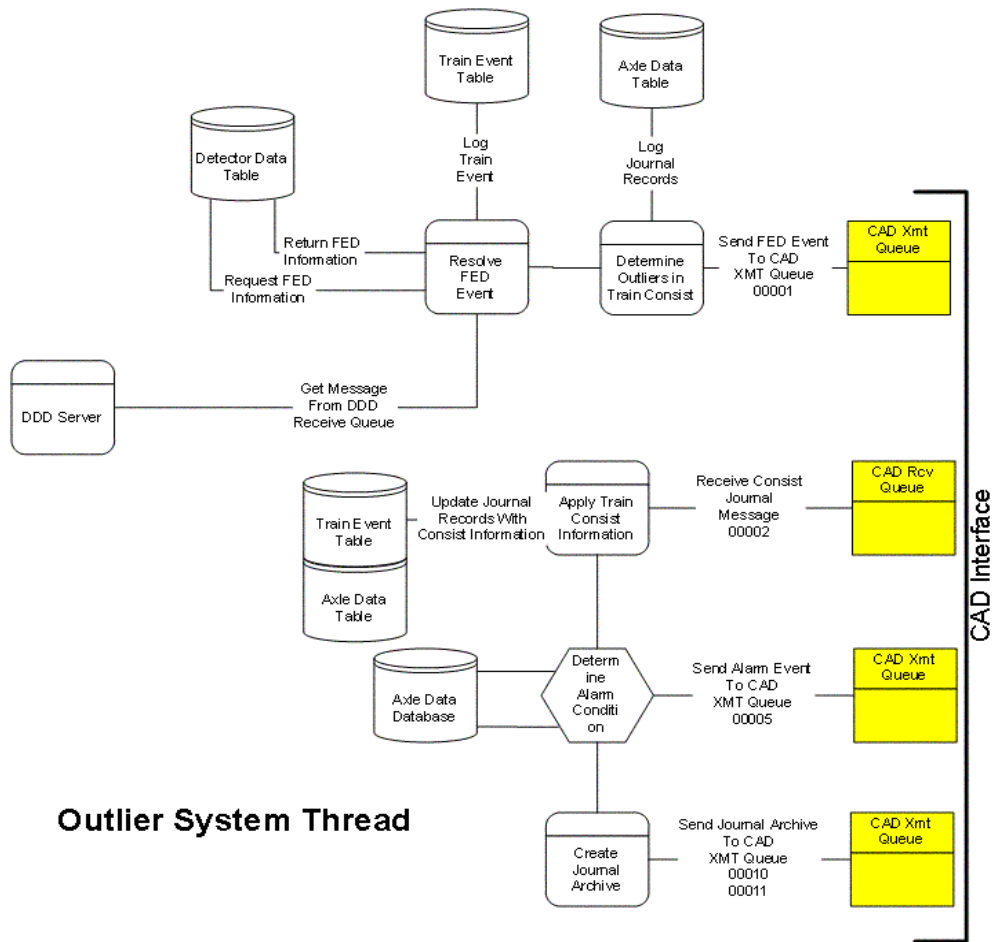 Train Event
Table
Axle Data
Table
Detector Data
Table
Log
Train
Event
Log
Journal
Records
Return FED
Information
Request FED
Information
Resolve
FED
Event
Determine
Outliers in
Train Consist
Send FED Event
To CAD
XMT Queue
00001
CAD Xmt
Queue
DDD Server
Get Message
From DDD
Receive Queue
Train Event
Table
Axle Data
Table
Update Journal
Records With
Consist Information
Apply Train
Consist
Information
Receive Consist
Journal
Message
00002
CAD Rcv
Queue
CAD Interface
Axle Data
Database
Determ
ine
Alarm
Conditi
on
Send Alarm Event
To CAD
XMT Queue
00005
CAD Xmt
Queue
Outlier System Thread
Create
Journal
Archive
Send Journal Archive
To CAD
XMT Queue
00010
00011
CAD Xmt
Queue